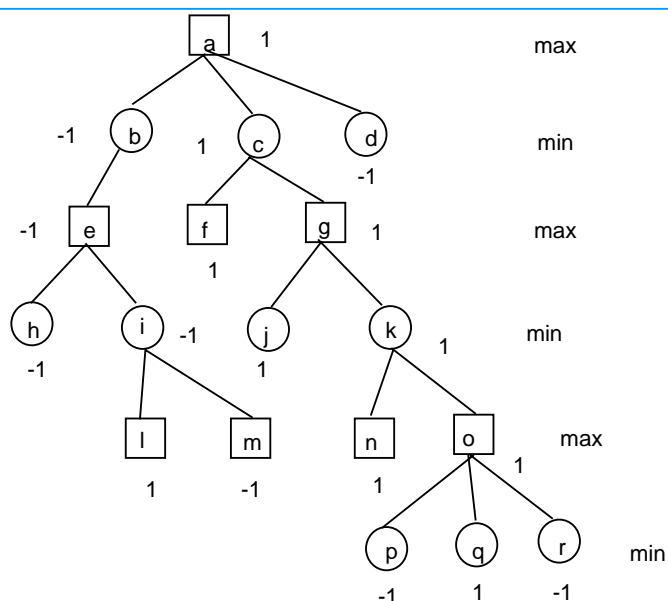 a 1 max
-1 b 1 c d min
-1
-1 e f g 1 max
1
h i -1 j k 1 min
-1 1
l m n o max
1 -1 1 1
p q r min
-1 1 -1